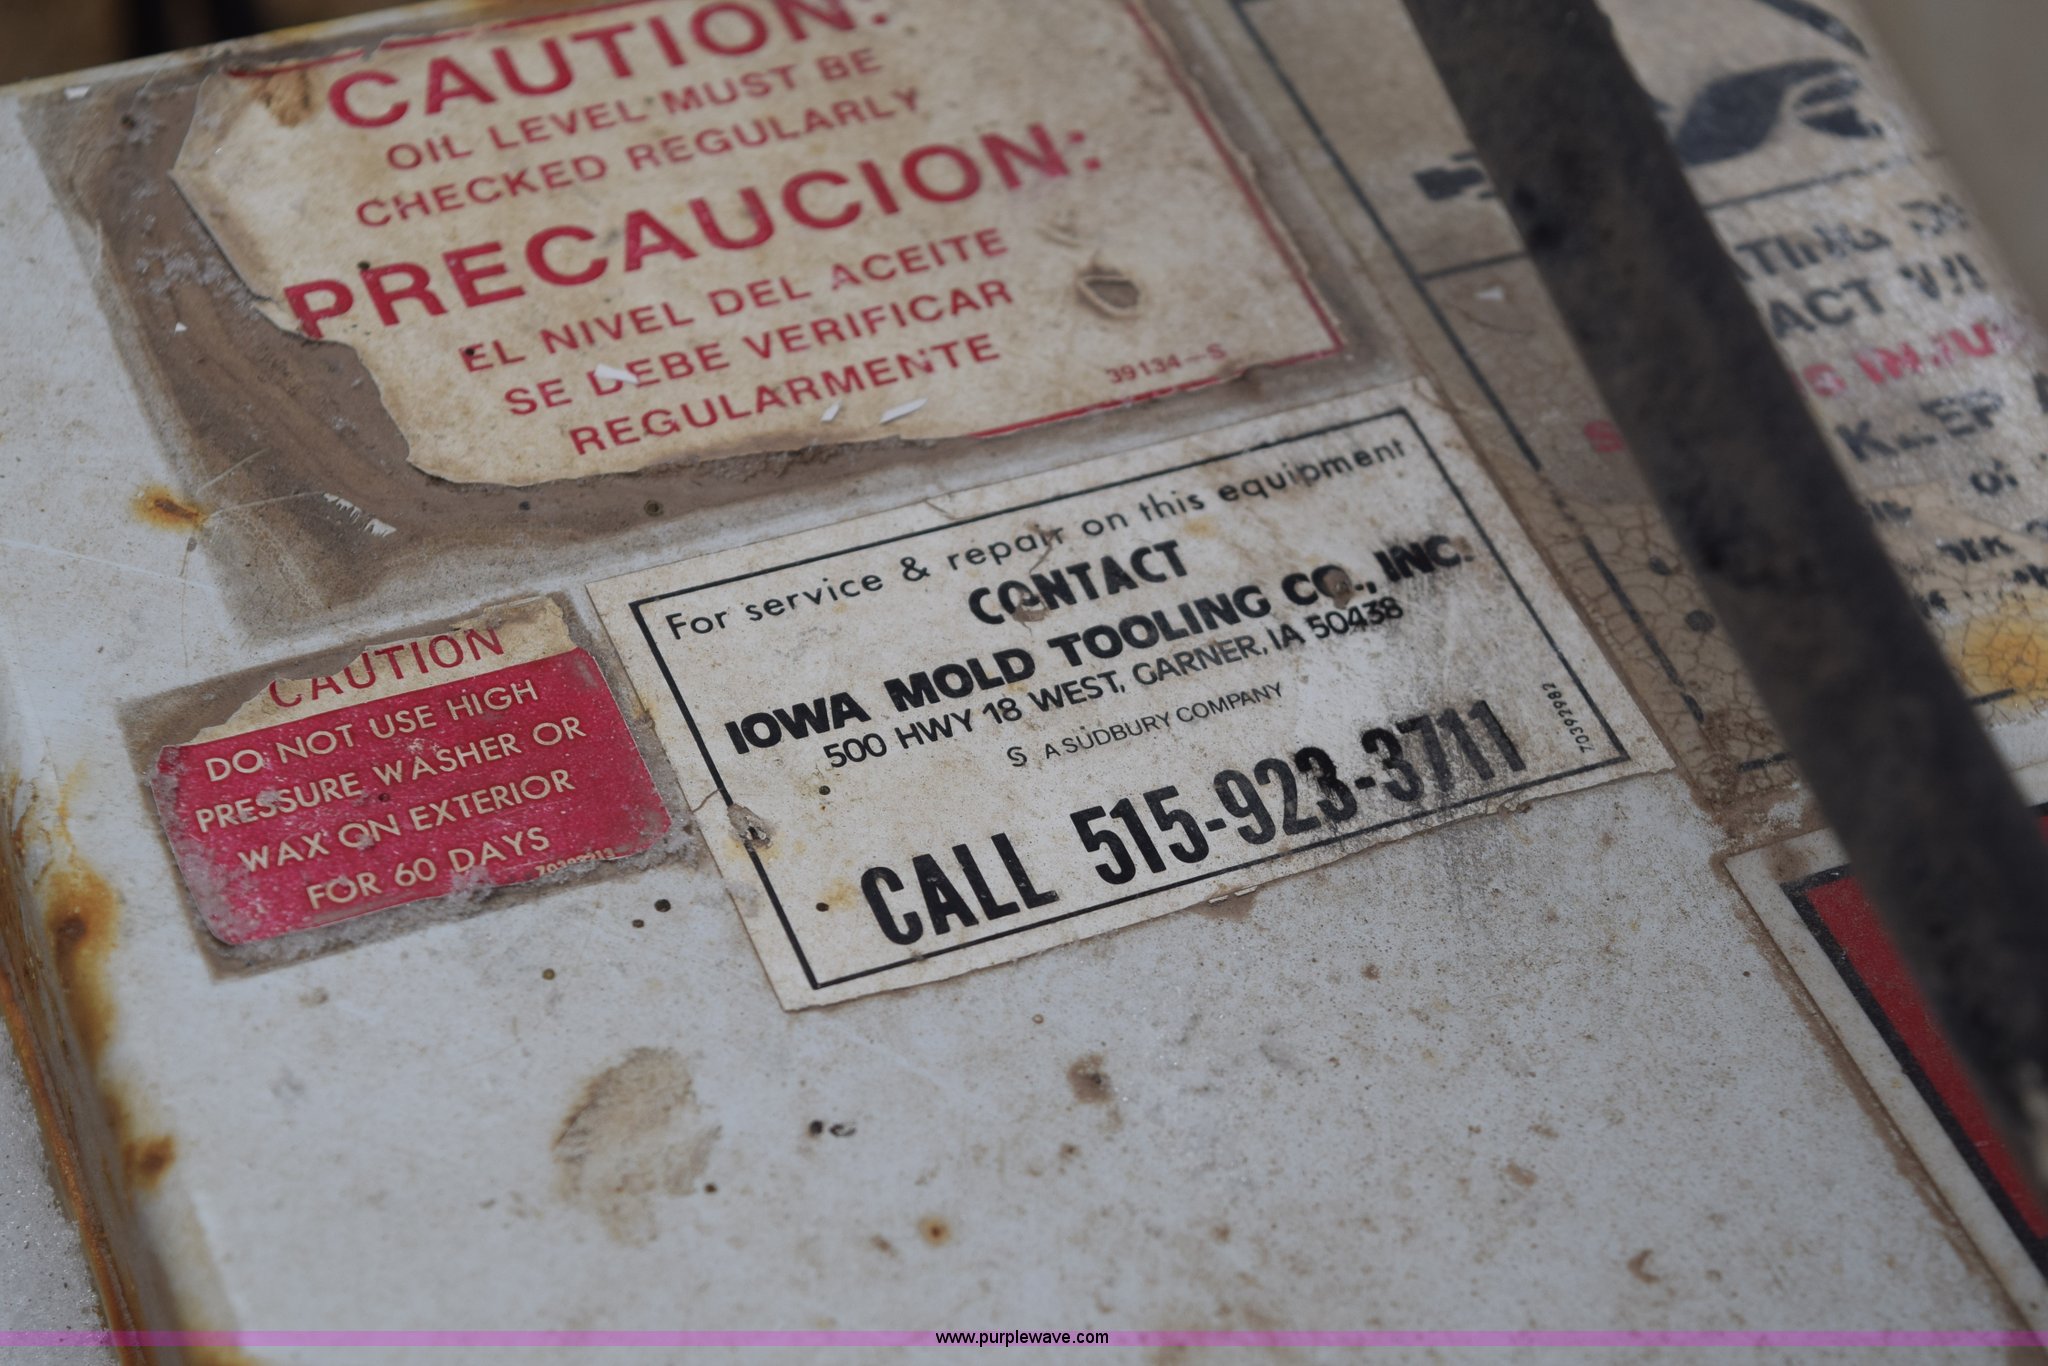 CAUTION:
OIL LEVEL MUST BE
CHECKED REGULARLY
PRECAUCION:
EL NIVEL DEL ACEITE
SE DEBE VERIFICAR
REGULARMENTE
39134-S
CAUTION
DO NOT USE HIGH
PRESSURE WASHER OR
WAX ON EXTERIOR
FOR 60 DAYS
For service & repair on this equipment
CONTACT
IOWA MOLD TOOLING CO., INC.
500 HWY 18 WEST, GARNER, IA 50438
S A SUDBURY COMPANY
CALL 515-923-3711
70392982
KEEP
of
www.purplewave.com